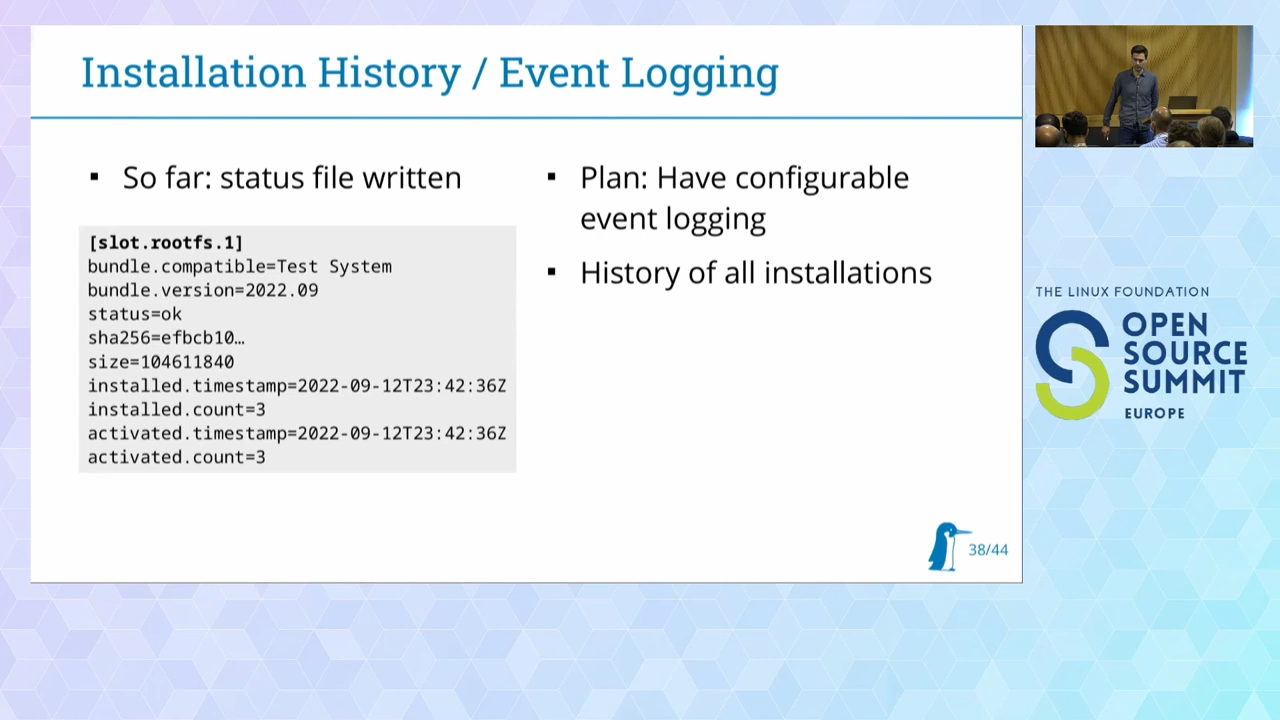 Installation History / Event Logging
So far: status file written
[slot.rootfs.1]
bundle.compatible=Test System
bundle.version=2022.09
status=ok
sha256=efbcb10…
size=104611840
installed.timestamp=2022-09-12T23:42:36Z
installed.count=3
activated.timestamp=2022-09-12T23:42:36Z
activated.count=3
Plan: Have configurable
event logging
History of all installations
38/44
THE LINUX FOUNDATION
OPEN
SOURCE
SUMMIT
EUROPE